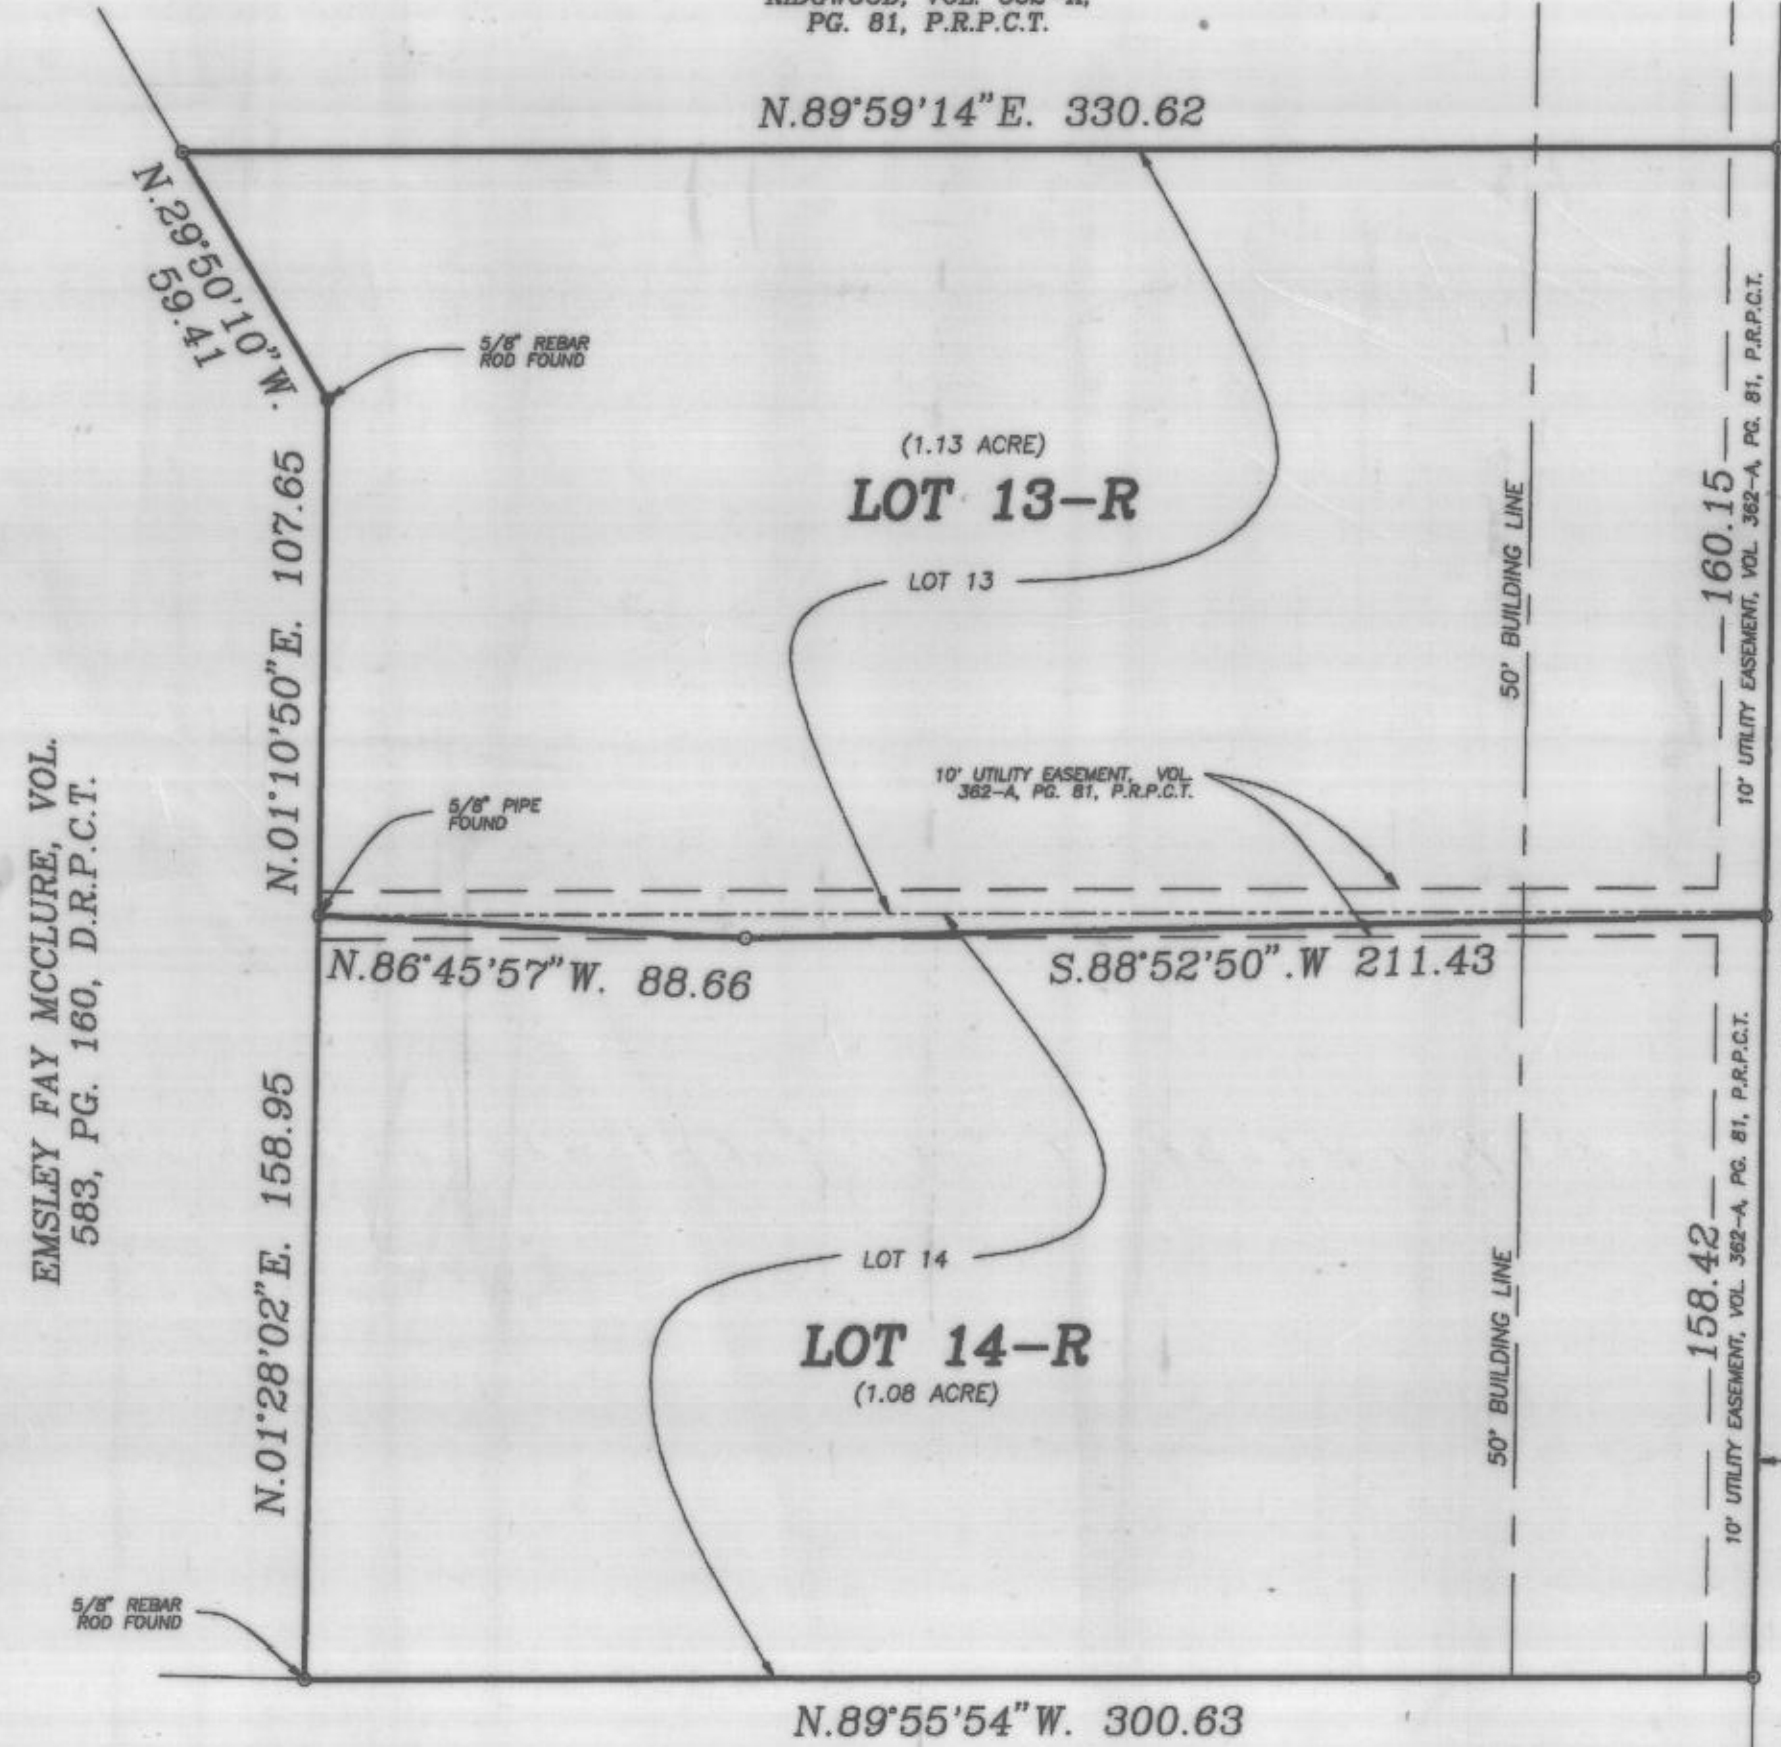 PG. 81, P.R.P.C.T.
N.89°59'14"E. 330.62
N.29°50'10"W.
59.41
5/8" REBAR
ROD FOUND
N.01°10'50"E. 107.65
(1.13 ACRE)
LOT 13-R
LOT 13
50' BUILDING LINE
160.15
10' UTILITY EASEMENT, VOL. 362-A, PG. 81, P.R.P.C.T.
10' UTILITY EASEMENT, VOL.
362-A, PG. 81, P.R.P.C.T.
5/8" PIPE
FOUND
EMSLEY FAY MCCLURE, VOL.
583, PG. 160, D.R.P.C.T.
N.86°45'57"W. 88.66
S.88°52'50".W 211.43
N.01°28'02"E. 158.95
LOT 14
LOT 14-R
(1.08 ACRE)
50' BUILDING LINE
158.42
10' UTILITY EASEMENT, VOL. 362-A, PG. 81, P.R.P.C.T.
5/8" REBAR
ROD FOUND
N.89°55'54"W. 300.63